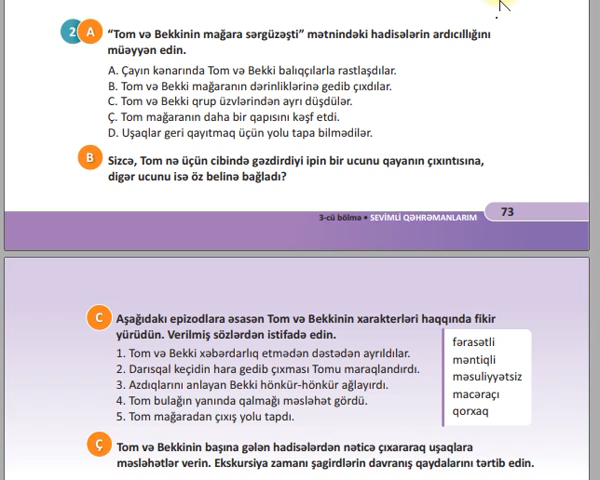 2 A "Tom və Bekkinin mağara sərgüzəşti" mətnindəki hadisələrin ardıcıllığını
müəyyən edin.
A. Çayın kənarında Tom və Bekki balıqçılarla rastlaşdılar.
B. Tom və Bekki mağaranın dərinliklərinə gedib çıxdılar.
C. Tom və Bekki qrup üzvlərindən ayrı düşdülər.
Ç. Tom mağaranın daha bir qapısını kəşf etdi.
D. Uşaqlar geri qayıtmaq üçün yolu tapa bilmədilər.
B Sizcə, Tom nə üçün cibində gəzdirdiyi ipin bir ucunu qayanın çıxıntısına,
digər ucunu isə öz belinə bağladı?
3-cü bölmə • SEVİMLİ QƏHRƏMANLARIM 73
C Aşağıdakı epizodlara əsasən Tom və Bekkinin xarakterləri haqqında fikir
yürüdün. Verilmiş sözlərdən istifadə edin.
1. Tom və Bekki xəbərdarlıq etmədən dəstədən ayrıldılar.
2. Darısqal keçidin hara gedib çıxması Tomu maraqlandırdı.
3. Azdıqlarını anlayan Bekki hönkür-hönkür ağlayırdı.
4. Tom bulağın yanında qalmağı məsləhət gördü.
5. Tom mağaradan çıxış yolu tapdı.
fərasətli
məntiqli
məsuliyyətsiz
macəraçı
qorxaq
Ç Tom və Bekkinin başına gələn hadisələrdən nəticə çıxararaq uşaqlara
məsləhətlər verin. Ekskursiya zamanı şagirdlərin davranış qaydalarını tərtib edin.